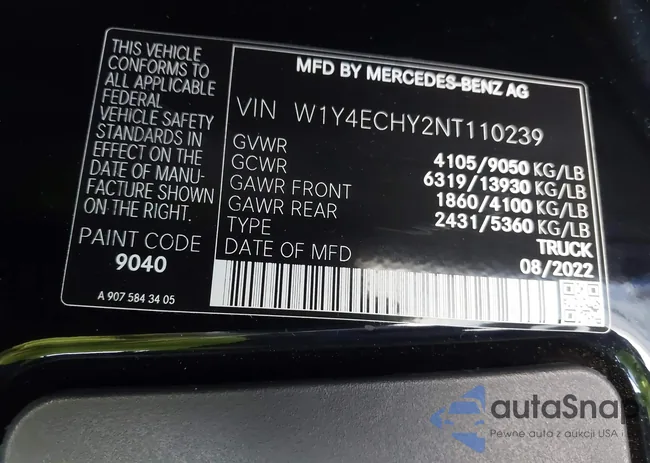 THIS VEHICLE
CONFORMS TO
ALL APPLICABLE
FEDERAL
VEHICLE SAFETY
STANDARDS IN
EFFECT ON THE
DATE OF MANU-
FACTURE SHOWN
ON THE RIGHT.
PAINT CODE
9040
A 907 584 34 05
MFD BY MERCEDES-BENZ AG
VIN W1Y4ECHY2NT110239
GVWR 4105/9050 KG/LB
GCWR 6319/13930 KG/LB
GAWR FRONT 1860/4100 KG/LB
GAWR REAR 2431/5360 KG/LB
TYPE TRUCK
DATE OF MFD 08/2022
autaSnap
Pewne auta z aukcji USA